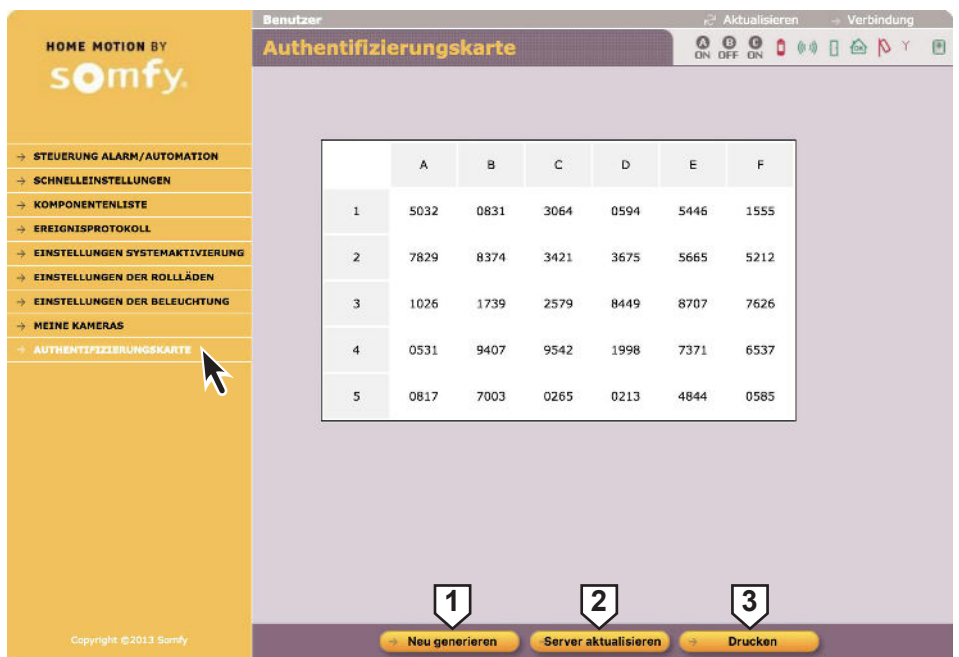 Benutzer
Aktualisieren
Verbindung
HOME MOTION BY
somfy.
Authentifizierungskarte
A B C
ON OFF ON
STEUERUNG ALARM/AUTOMATION
SCHNELLEINSTELLUNGEN
KOMPONENTENLISTE
EREIGNISPROTOKOLL
EINSTELLUNGEN SYSTEMAKTIVIERUNG
EINSTELLUNGEN DER ROLLLÄDEN
EINSTELLUNGEN DER BELEUCHTUNG
MEINE KAMERAS
AUTHENTIFIZIERUNGSKARTE
A B C D E F
1 5032 0831 3064 0594 5446 1555
2 7829 8374 3421 3675 5665 5212
3 1026 1739 2579 8449 8707 7626
4 0531 9407 9542 1998 7371 6537
5 0817 7003 0265 0213 4844 0585
1 2 3
Neu generieren
Server aktualisieren
Drucken
Copyright ©2013 Somfy